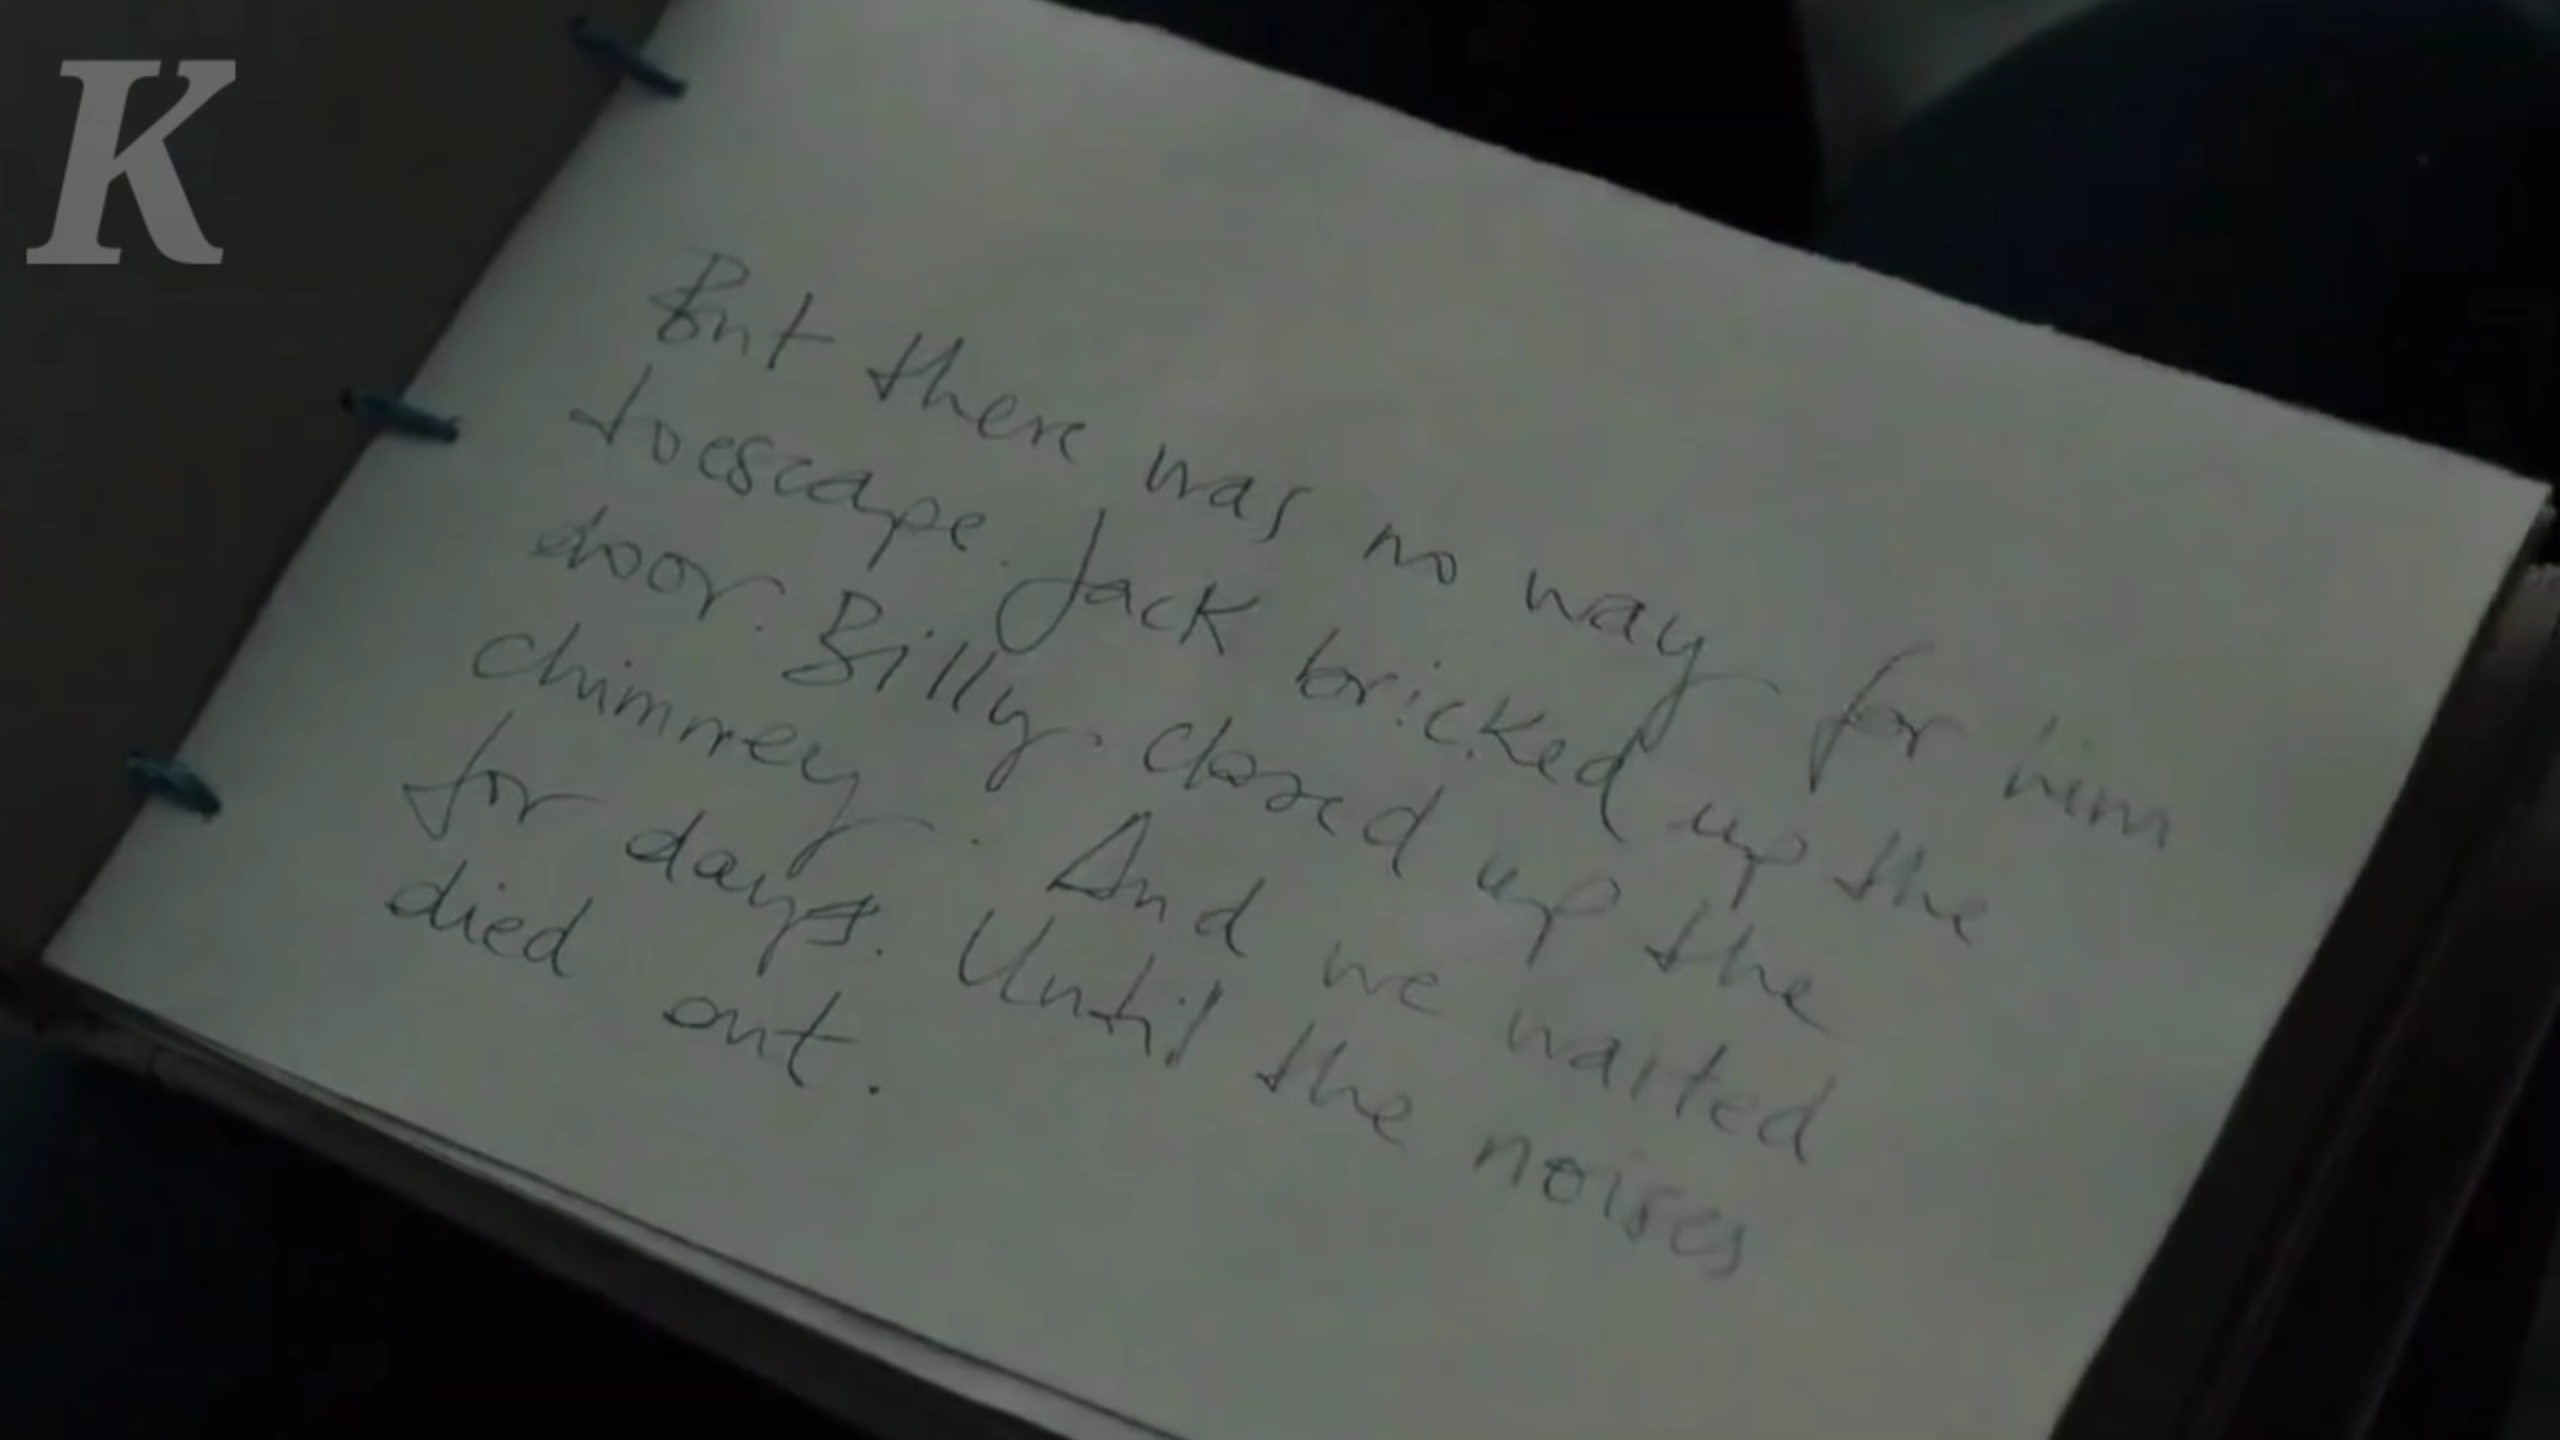 K
But there was no way for him
to escape. Jack bricked up the
door. Billy closed up the
chimney. And we waited
for days. Until the noises
died out.